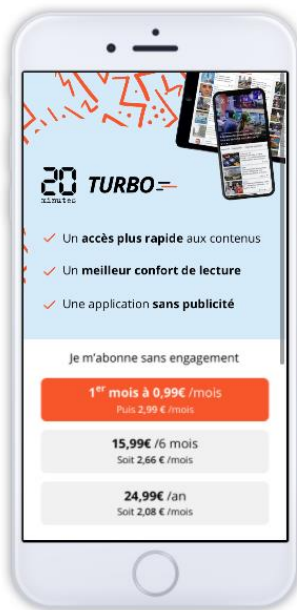 20
minutes
TURBO
Un accès plus rapide aux contenus
Un meilleur confort de lecture
Une application sans publicité
Je m'abonne sans engagement
1er mois à 0,99€ /mois
Puis 2,99 € /mois
15,99€ /6 mois
Soit 2,66 € /mois
24,99€ /an
Soit 2,08 € /mois